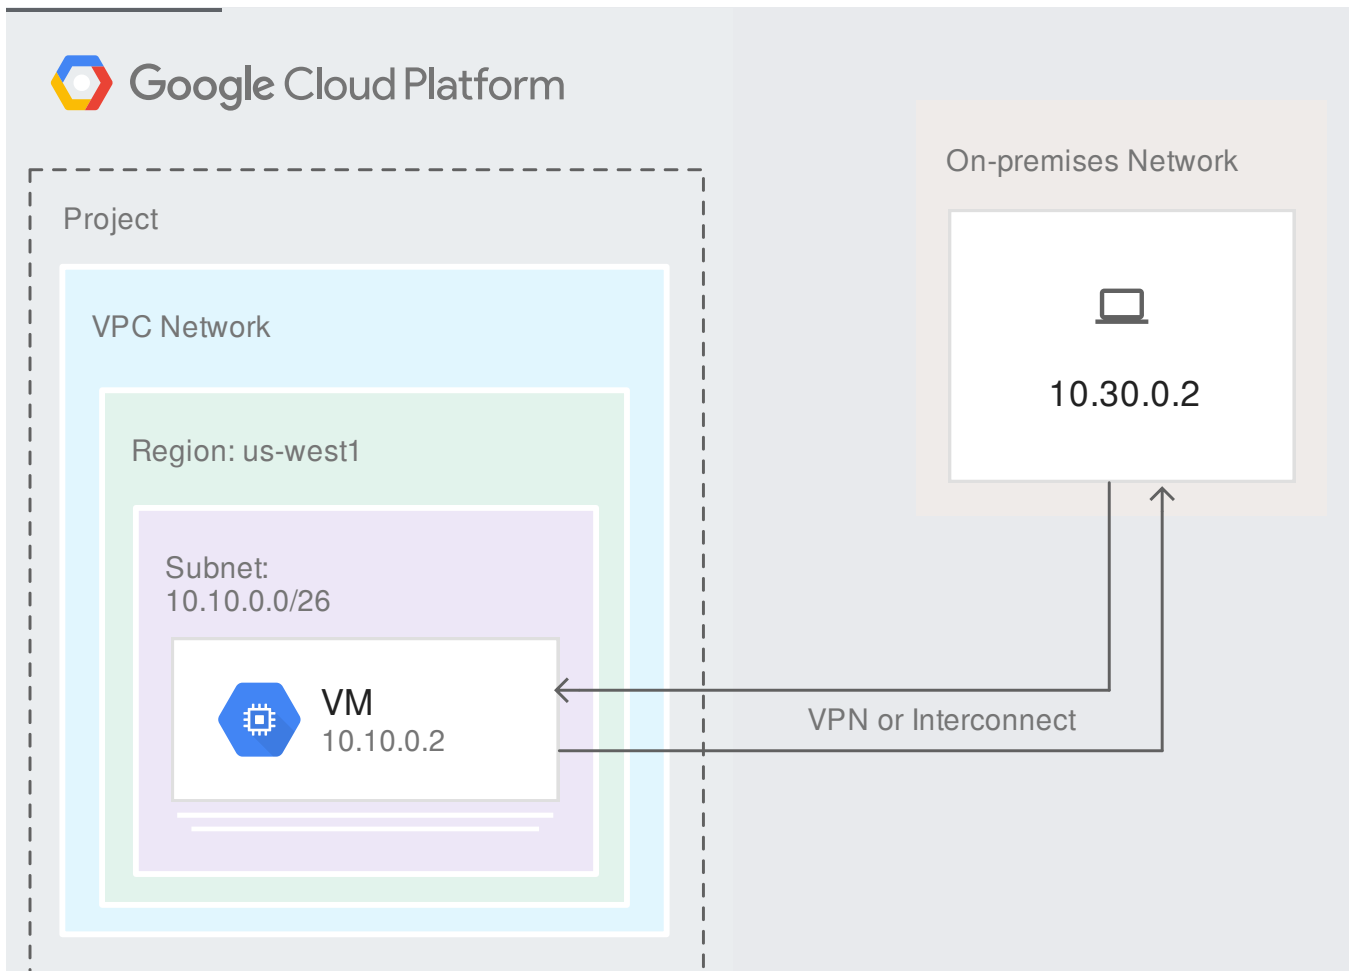 Google Cloud Platform
On-premises Network
Project
VPC Network
10.30.0.2
Region: us-west1
Subnet:
10.10.0.0/26
VM
10.10.0.2
VPN or Interconnect